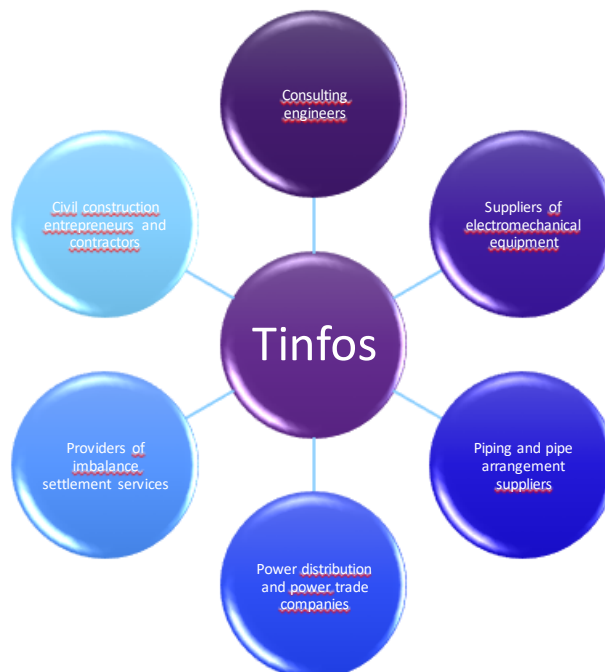 Consulting
engineers
Suppliers of
electromechanical
equipment
Piping and pipe
arrangement
suppliers
Power distribution
and power trade
companies
Providers of
imbalance
settlement services
Civil construction
entrepreneurs and
contractors
Tinfos